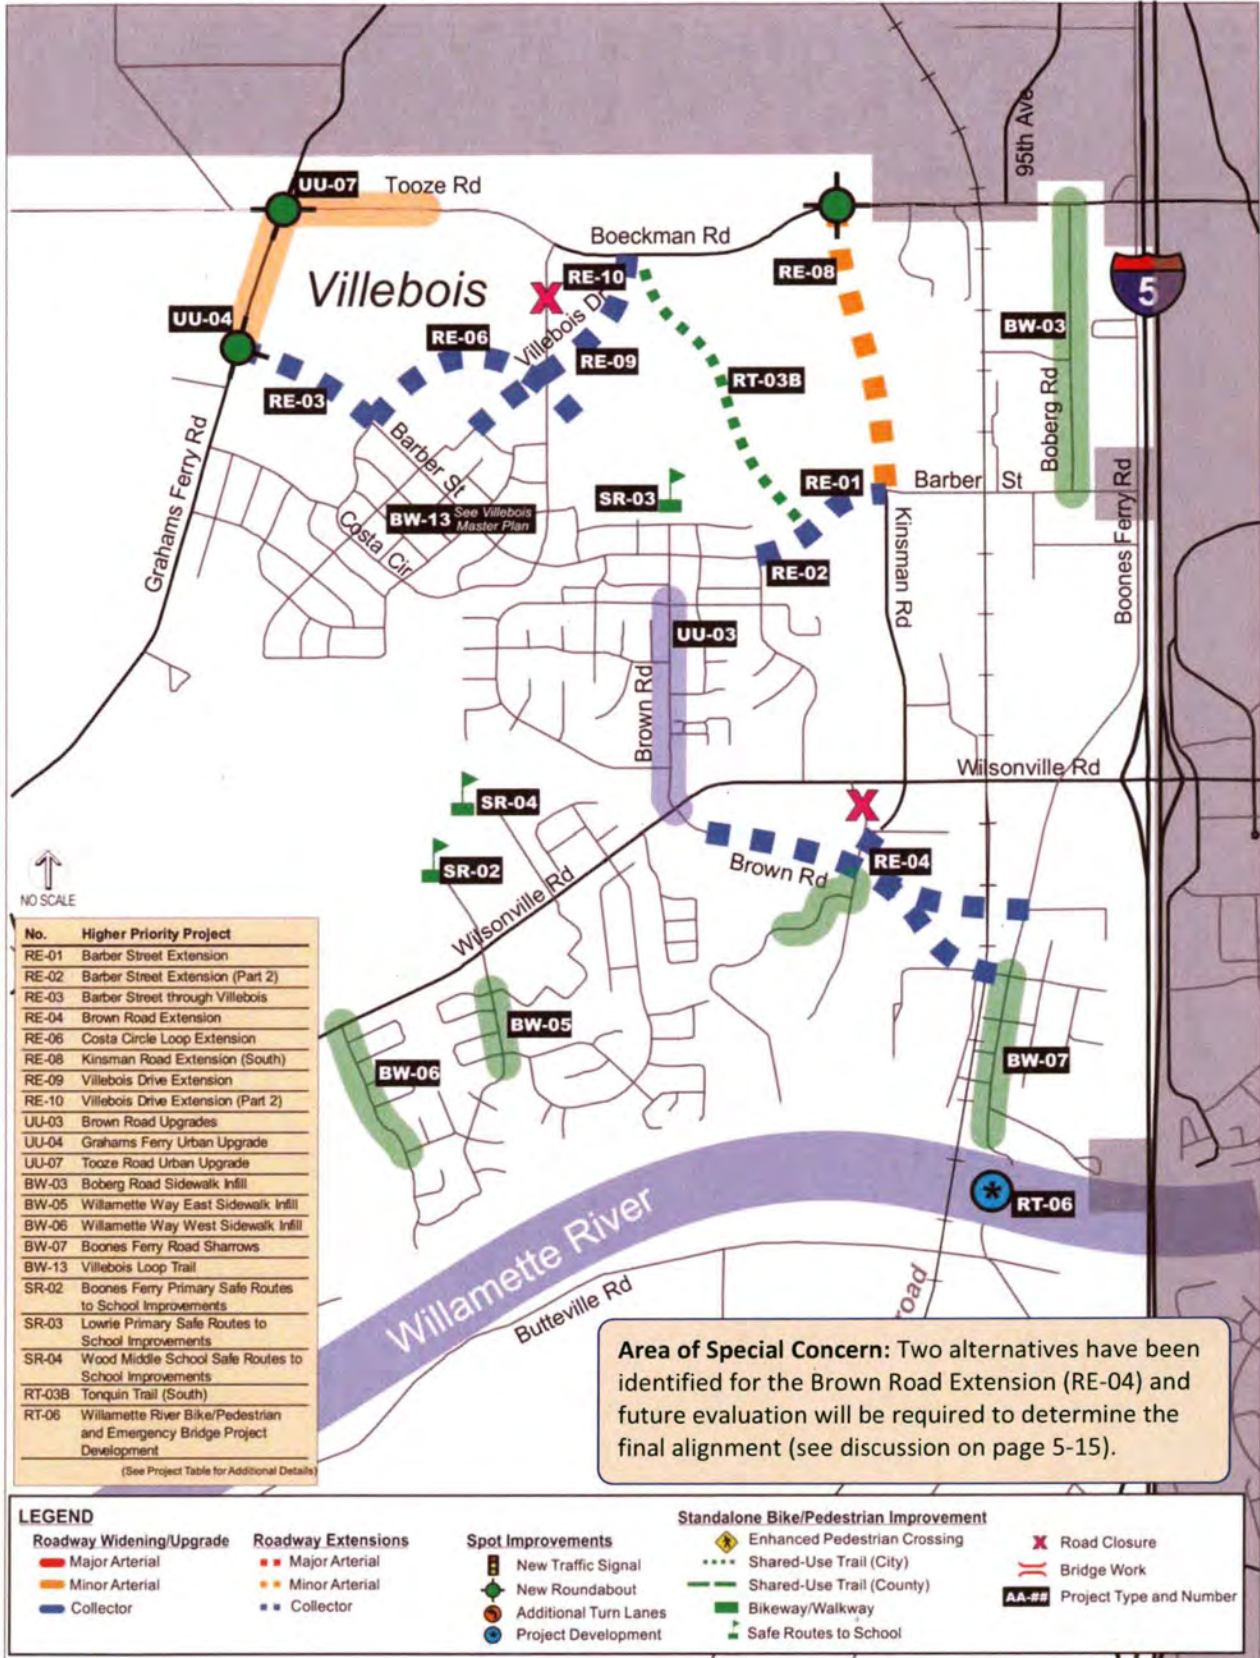 95th Ave
UU-07
Tooze Rd
Boeckman Rd
RE-10
RE-08
Villebois
5
UU-04
RE-06
Villebois Dr
BW-03
RE-09
RT-03B
RE-03
Boberg Rd
Barber St
RE-01
Barber St
SR-03
BW-13
See Villebois
Master Plan
Grahams Ferry Rd
Costa Cir
Kinsman Rd
Boones Ferry Rd
RE-02
UU-03
Brown Rd
Wilsonville Rd
SR-04
SR-02
RE-04
Brown Rd
NO SCALE
Wilsonville Rd
BW-05
BW-06
BW-07
RT-06
Willamette River
Butteville Rd
road
No. Higher Priority Project
RE-01 Barber Street Extension
RE-02 Barber Street Extension (Part 2)
RE-03 Barber Street through Villebois
RE-04 Brown Road Extension
RE-06 Costa Circle Loop Extension
RE-08 Kinsman Road Extension (South)
RE-09 Villebois Drive Extension
RE-10 Villebois Drive Extension (Part 2)
UU-03 Brown Road Upgrades
UU-04 Grahams Ferry Urban Upgrade
UU-07 Tooze Road Urban Upgrade
BW-03 Boberg Road Sidewalk Infill
BW-05 Willamette Way East Sidewalk Infill
BW-06 Willamette Way West Sidewalk Infill
BW-07 Boones Ferry Road Sharrows
BW-13 Villebois Loop Trail
SR-02 Boones Ferry Primary Safe Routes
to School Improvements
SR-03 Lowrie Primary Safe Routes to
School Improvements
SR-04 Wood Middle School Safe Routes to
School Improvements
RT-03B Tonquin Trail (South)
RT-06 Willamette River Bike/Pedestrian
and Emergency Bridge Project
Development
(See Project Table for Additional Details)
Area of Special Concern: Two alternatives have been
identified for the Brown Road Extension (RE-04) and
future evaluation will be required to determine the
final alignment (see discussion on page 5-15).
LEGEND
Roadway Widening/Upgrade
Major Arterial
Minor Arterial
Collector
Roadway Extensions
Major Arterial
Minor Arterial
Collector
Spot Improvements
New Traffic Signal
New Roundabout
Additional Turn Lanes
Project Development
Standalone Bike/Pedestrian Improvement
Enhanced Pedestrian Crossing
Shared-Use Trail (City)
Shared-Use Trail (County)
Bikeway/Walkway
Safe Routes to School
Road Closure
Bridge Work
AA-## Project Type and Number